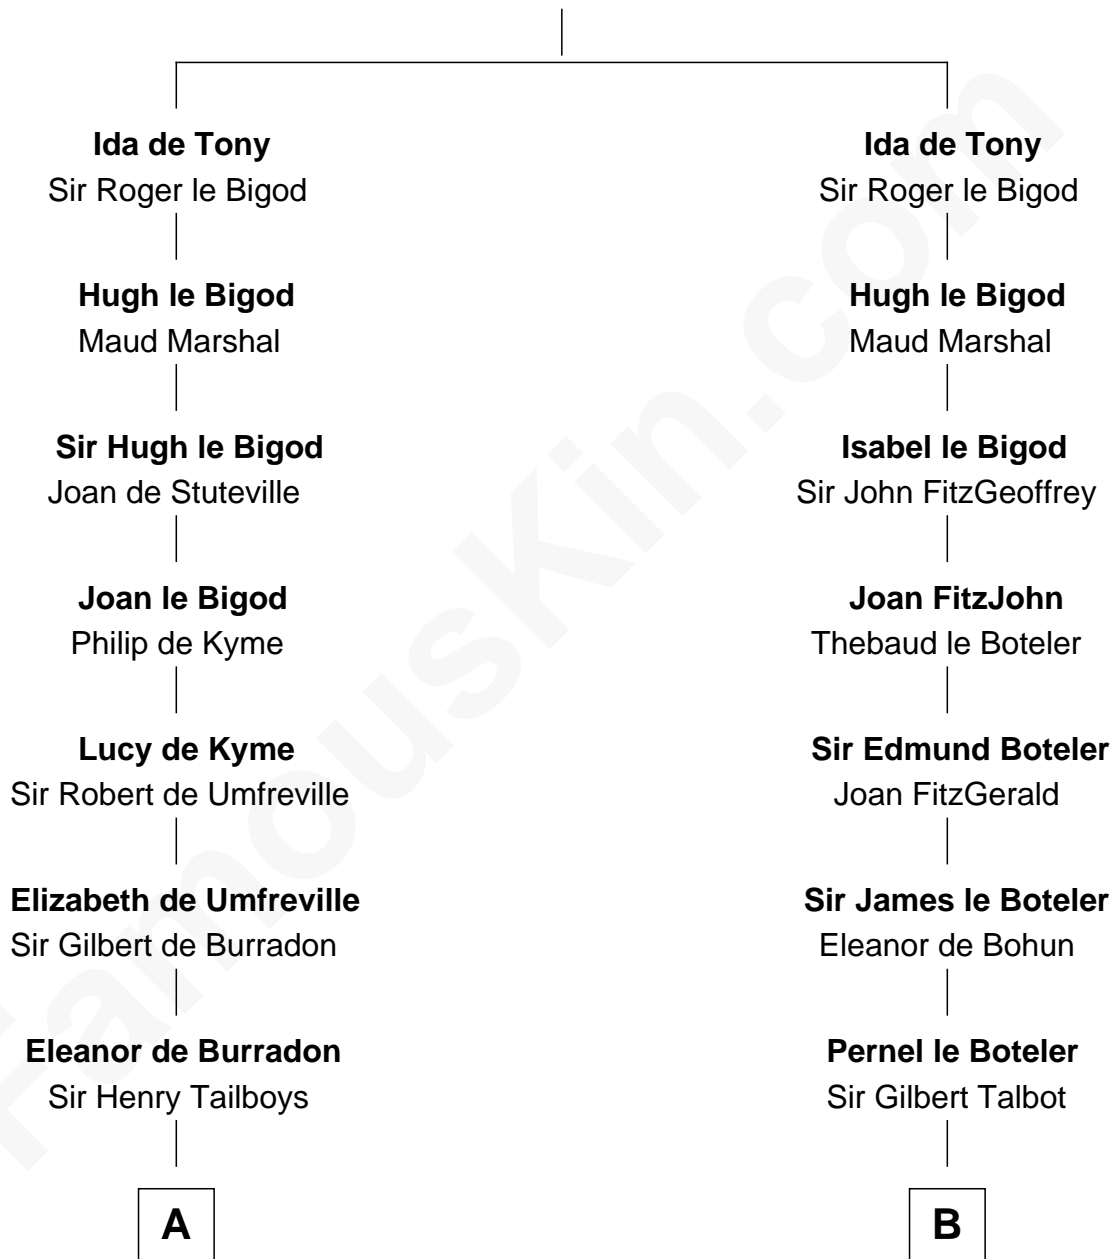 Ida de Tony
Sir Roger le Bigod
Hugh le Bigod
Maud Marshal
Sir Hugh le Bigod
Joan de Stuteville
Joan le Bigod
Philip de Kyme
Lucy de Kyme
Sir Robert de Umfreville
Elizabeth de Umfreville
Sir Gilbert de Burradon
Eleanor de Burradon
Sir Henry Tailboys
A
Ida de Tony
Sir Roger le Bigod
Hugh le Bigod
Maud Marshal
Isabel le Bigod
Sir John FitzGeoffrey
Joan FitzJohn
Thebaud le Boteler
Sir Edmund Boteler
Joan FitzGerald
Sir James le Boteler
Eleanor de Bohun
Pernel le Boteler
Sir Gilbert Talbot
B
FamousKin.com